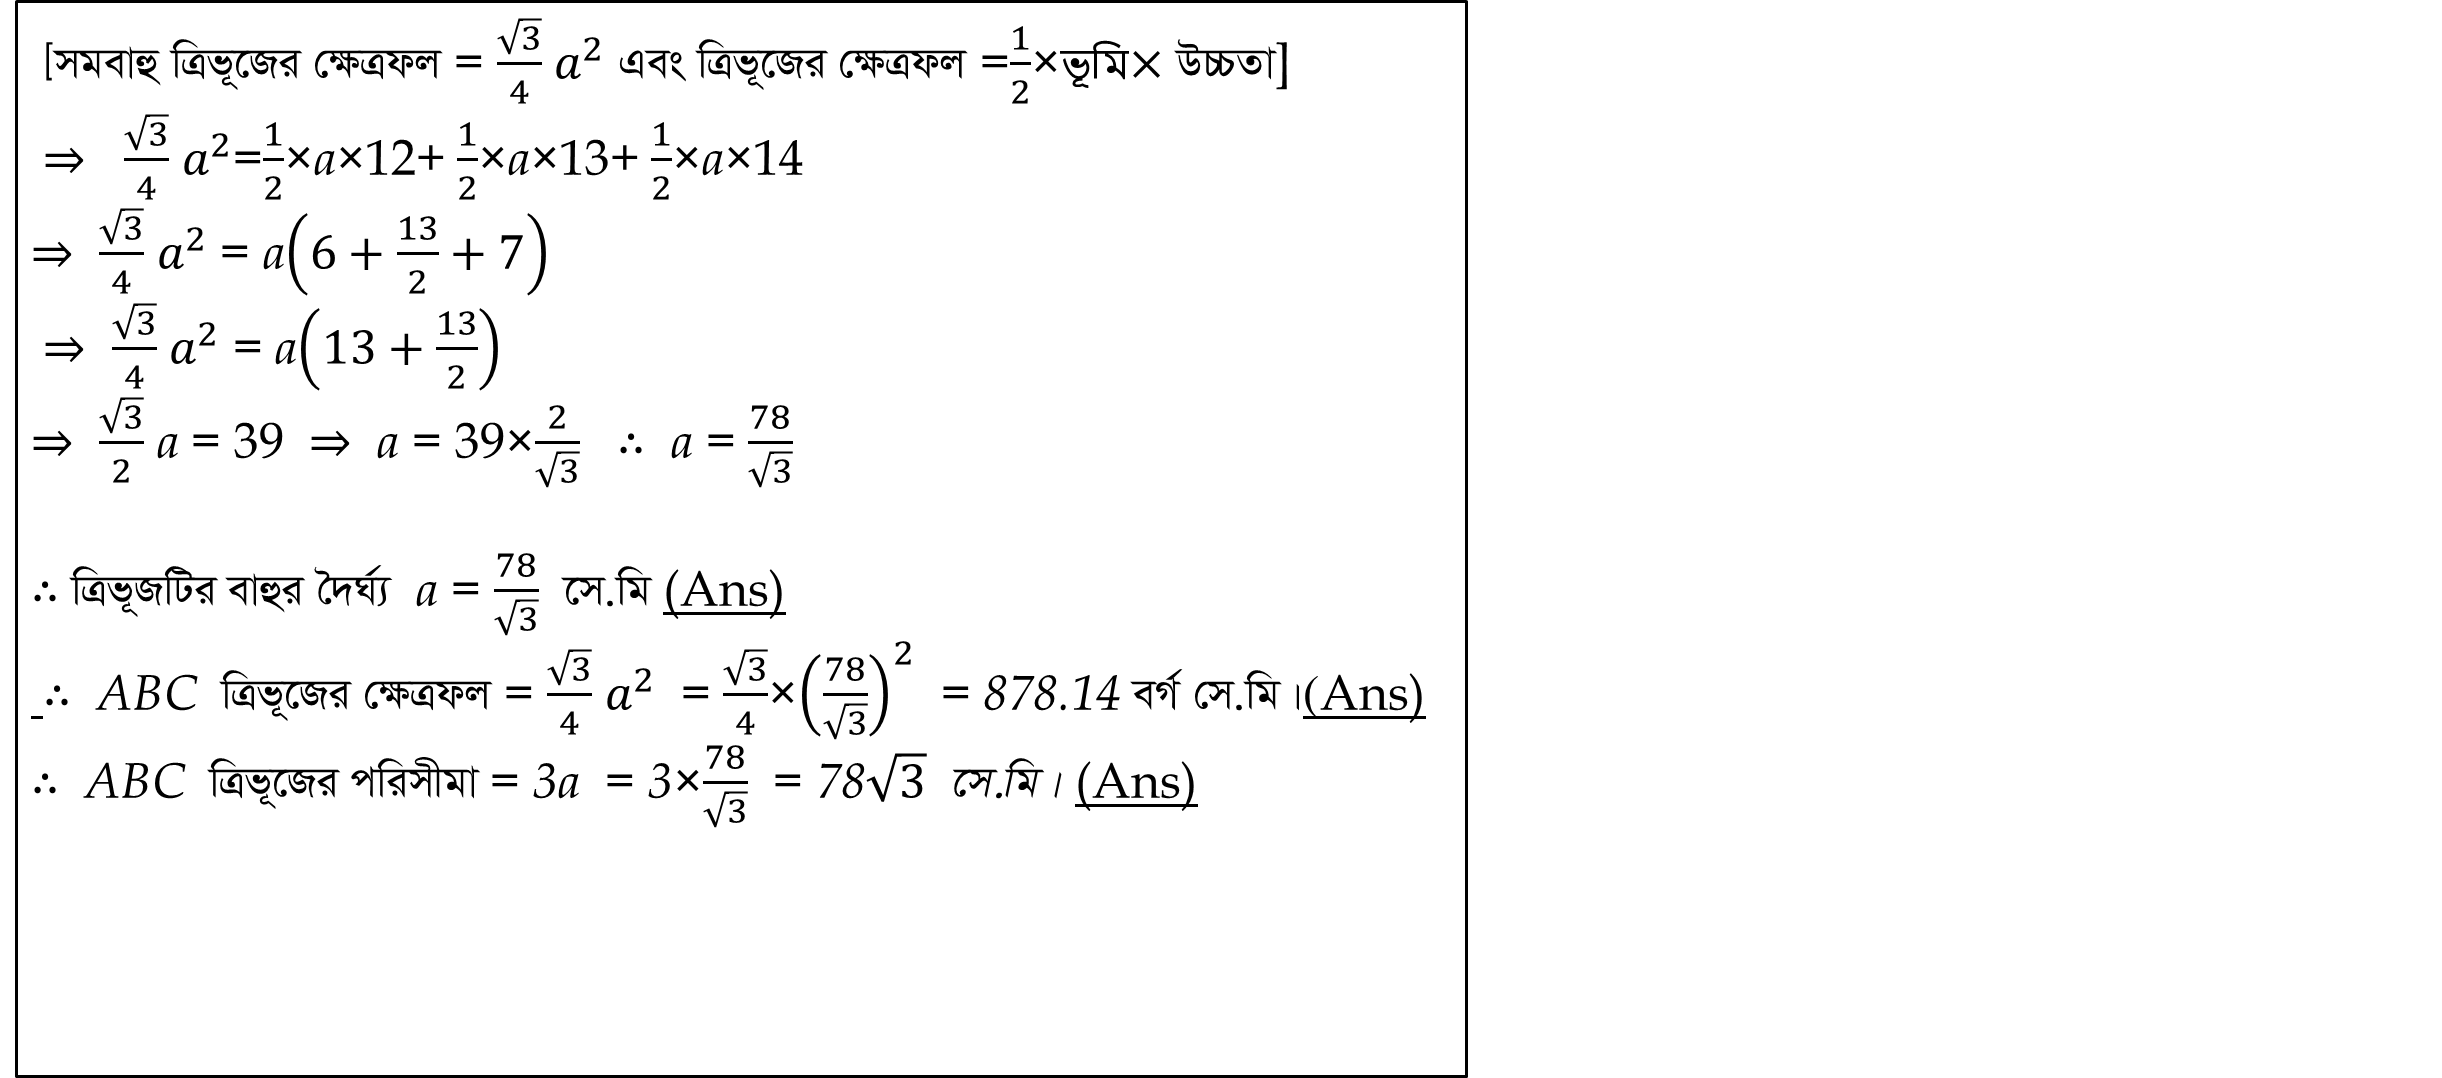 [সমবাহু ত্রিভূজের ক্ষেত্রফল = √3/4 a² এবং ত্রিভূজের ক্ষেত্রফল =1/2×ভূমি× উচ্চতা]
⇒ √3/4 a²=1/2×a×12+ 1/2×a×13+ 1/2×a×14
⇒ √3/4 a² = a(6 + 13/2 + 7)
⇒ √3/4 a² = a(13 + 13/2)
⇒ √3/2 a = 39 ⇒ a = 39×2/√3 ∴ a = 78/√3
∴ ত্রিভূজটির বাহুর দৈর্ঘ্য a = 78/√3 সে.মি (Ans)
∴ ABC ত্রিভূজের ক্ষেত্রফল = √3/4 a² = √3/4×(78/√3)² = 878.14 বর্গ সে.মি ।(Ans)
∴ ABC ত্রিভূজের পরিসীমা = 3a = 3×78/√3 = 78√3 সে.মি । (Ans)